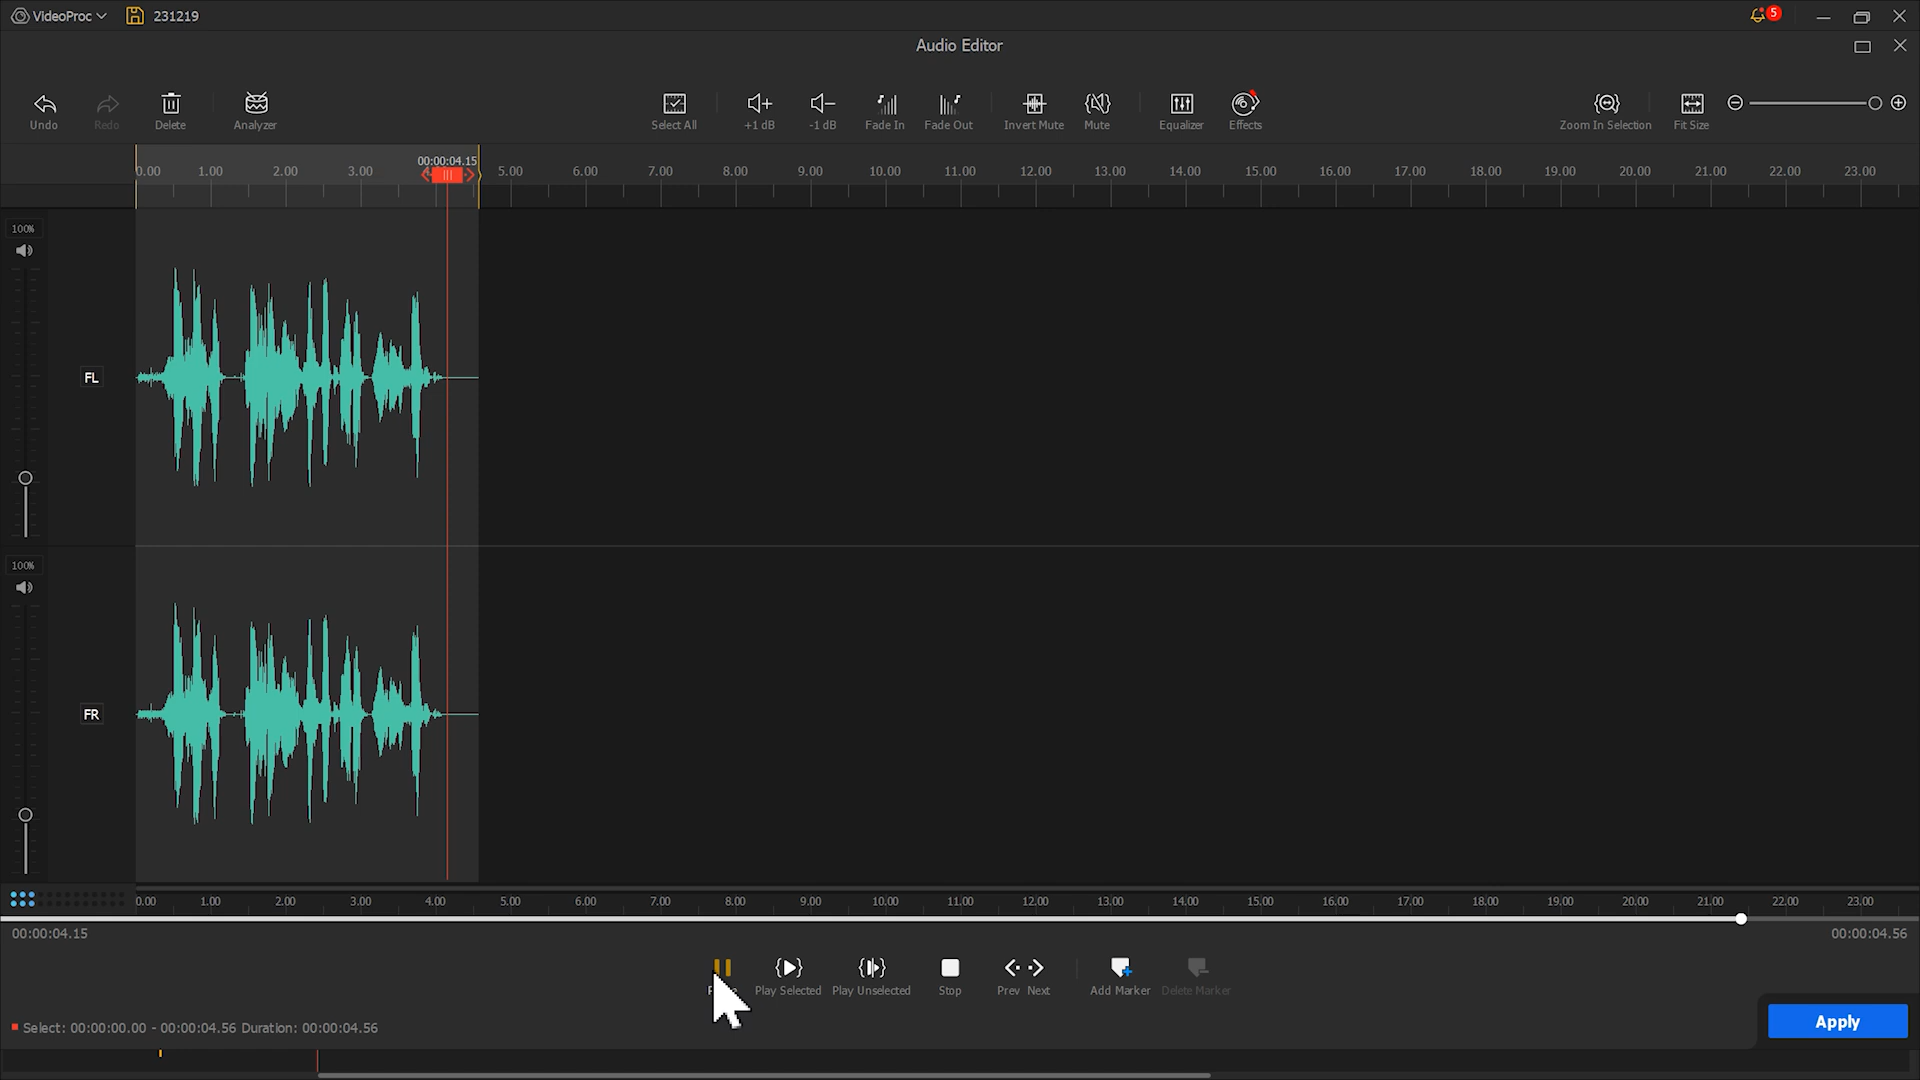 VideoProc 231219 5
Audio Editor
Undo Redo Delete Analyzer Select All +1 dB -1 dB Fade In Fade Out Invert Mute Mute Equalizer Effects Zoom In Selection Fit Size
00:00:04.15
0.00 1.00 2.00 3.00 5.00 6.00 7.00 8.00 9.00 10.00 11.00 12.00 13.00 14.00 15.00 16.00 17.00 18.00 19.00 20.00 21.00 22.00 23.00
100%
FL
100%
FR
0.00 1.00 2.00 3.00 4.00 5.00 6.00 7.00 8.00 9.00 10.00 11.00 12.00 13.00 14.00 15.00 16.00 17.00 18.00 19.00 20.00 21.00 22.00 23.00
00:00:04.15 00:00:04.56
Play Selected Play Unselected Stop Prev Next Add Marker Delete Marker
Select: 00:00:00.00 - 00:00:04.56 Duration: 00:00:04.56
Apply